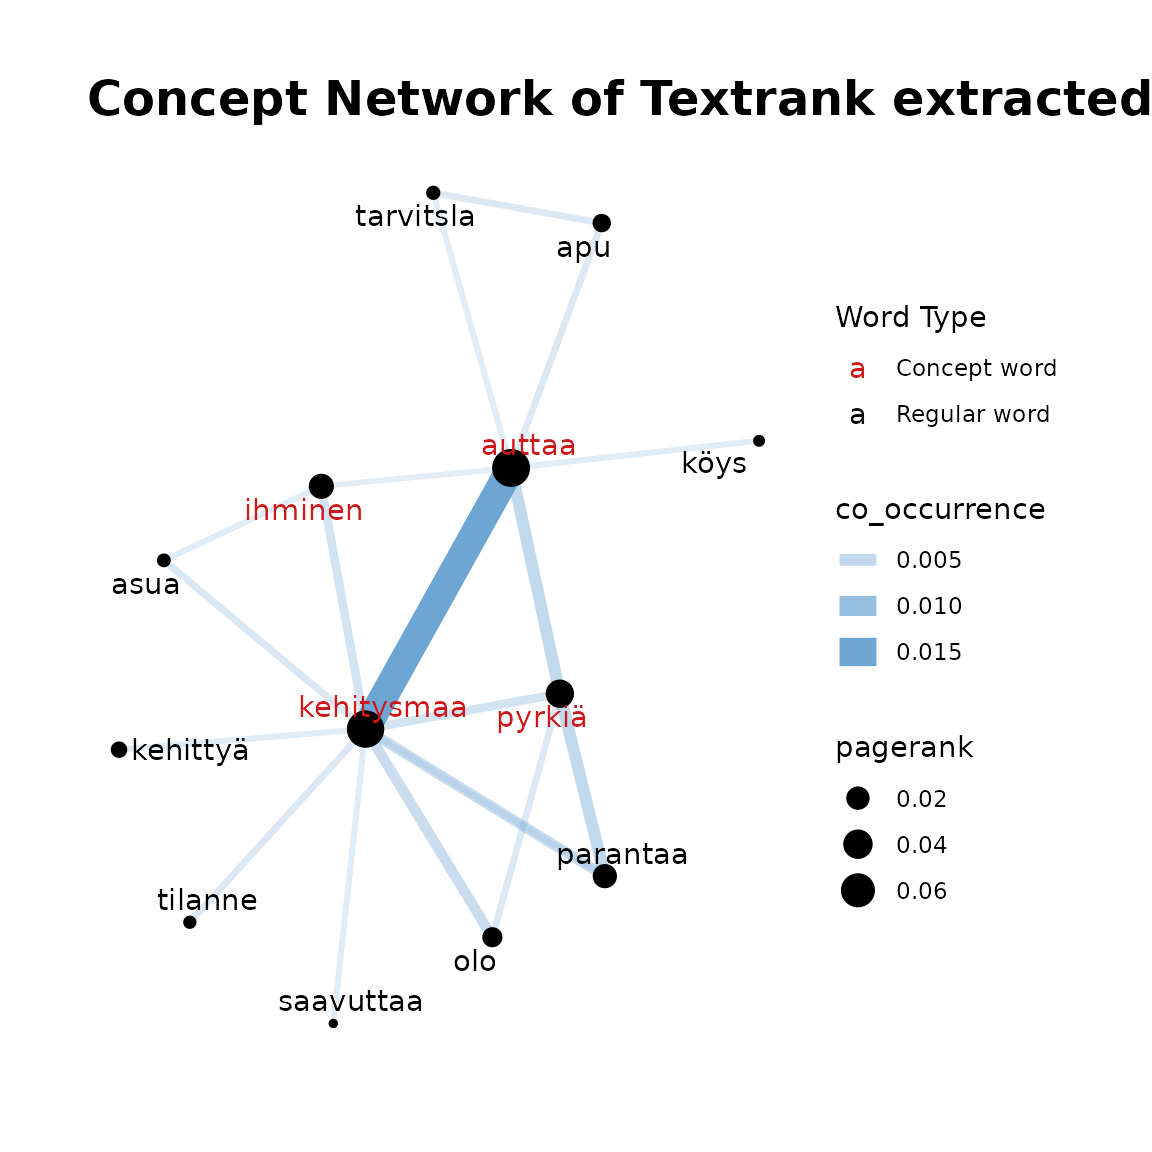 Concept Network of Textrank extracted
tarvitsla
apu
auttaa
köys
ihminen
asua
kehitysmaa
pyrkiä
kehittyä
parantaa
tilanne
olo
saavuttaa
Word Type
a Concept word
a Regular word
co_occurrence
0.005
0.010
0.015
pagerank
0.02
0.04
0.06